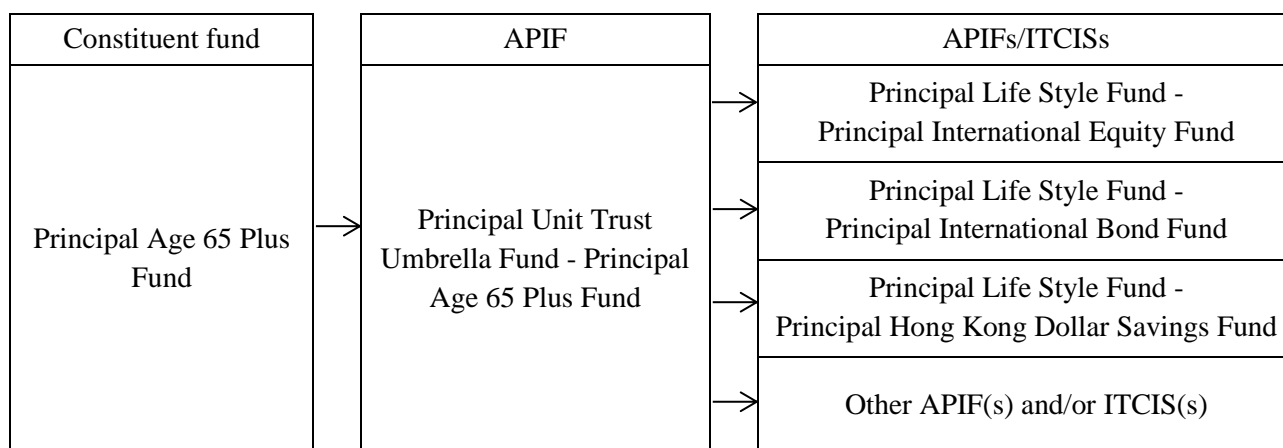 Constituent fund
Principal Age 65 Plus
Fund
APIF
Principal Unit Trust
Umbrella Fund - Principal
Age 65 Plus Fund
APIFs/ITCISs
Principal Life Style Fund -
Principal International Equity Fund
Principal Life Style Fund -
Principal International Bond Fund
Principal Life Style Fund -
Principal Hong Kong Dollar Savings Fund
Other APIF(s) and/or ITCIS(s)